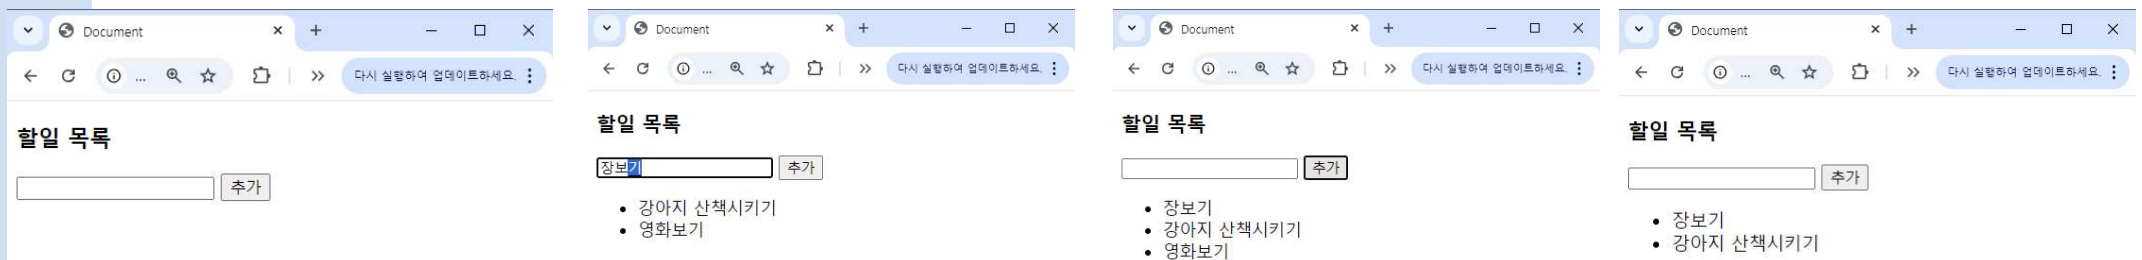 Document
... 다시 실행하여 업데이트하세요.
할일 목록
추가
Document
... 다시 실행하여 업데이트하세요.
할일 목록
장보기 추가
강아지 산책시키기
영화보기
Document
... 다시 실행하여 업데이트하세요.
할일 목록
추가
장보기
강아지 산책시키기
영화보기
Document
... 다시 실행하여 업데이트하세요.
할일 목록
추가
장보기
강아지 산책시키기